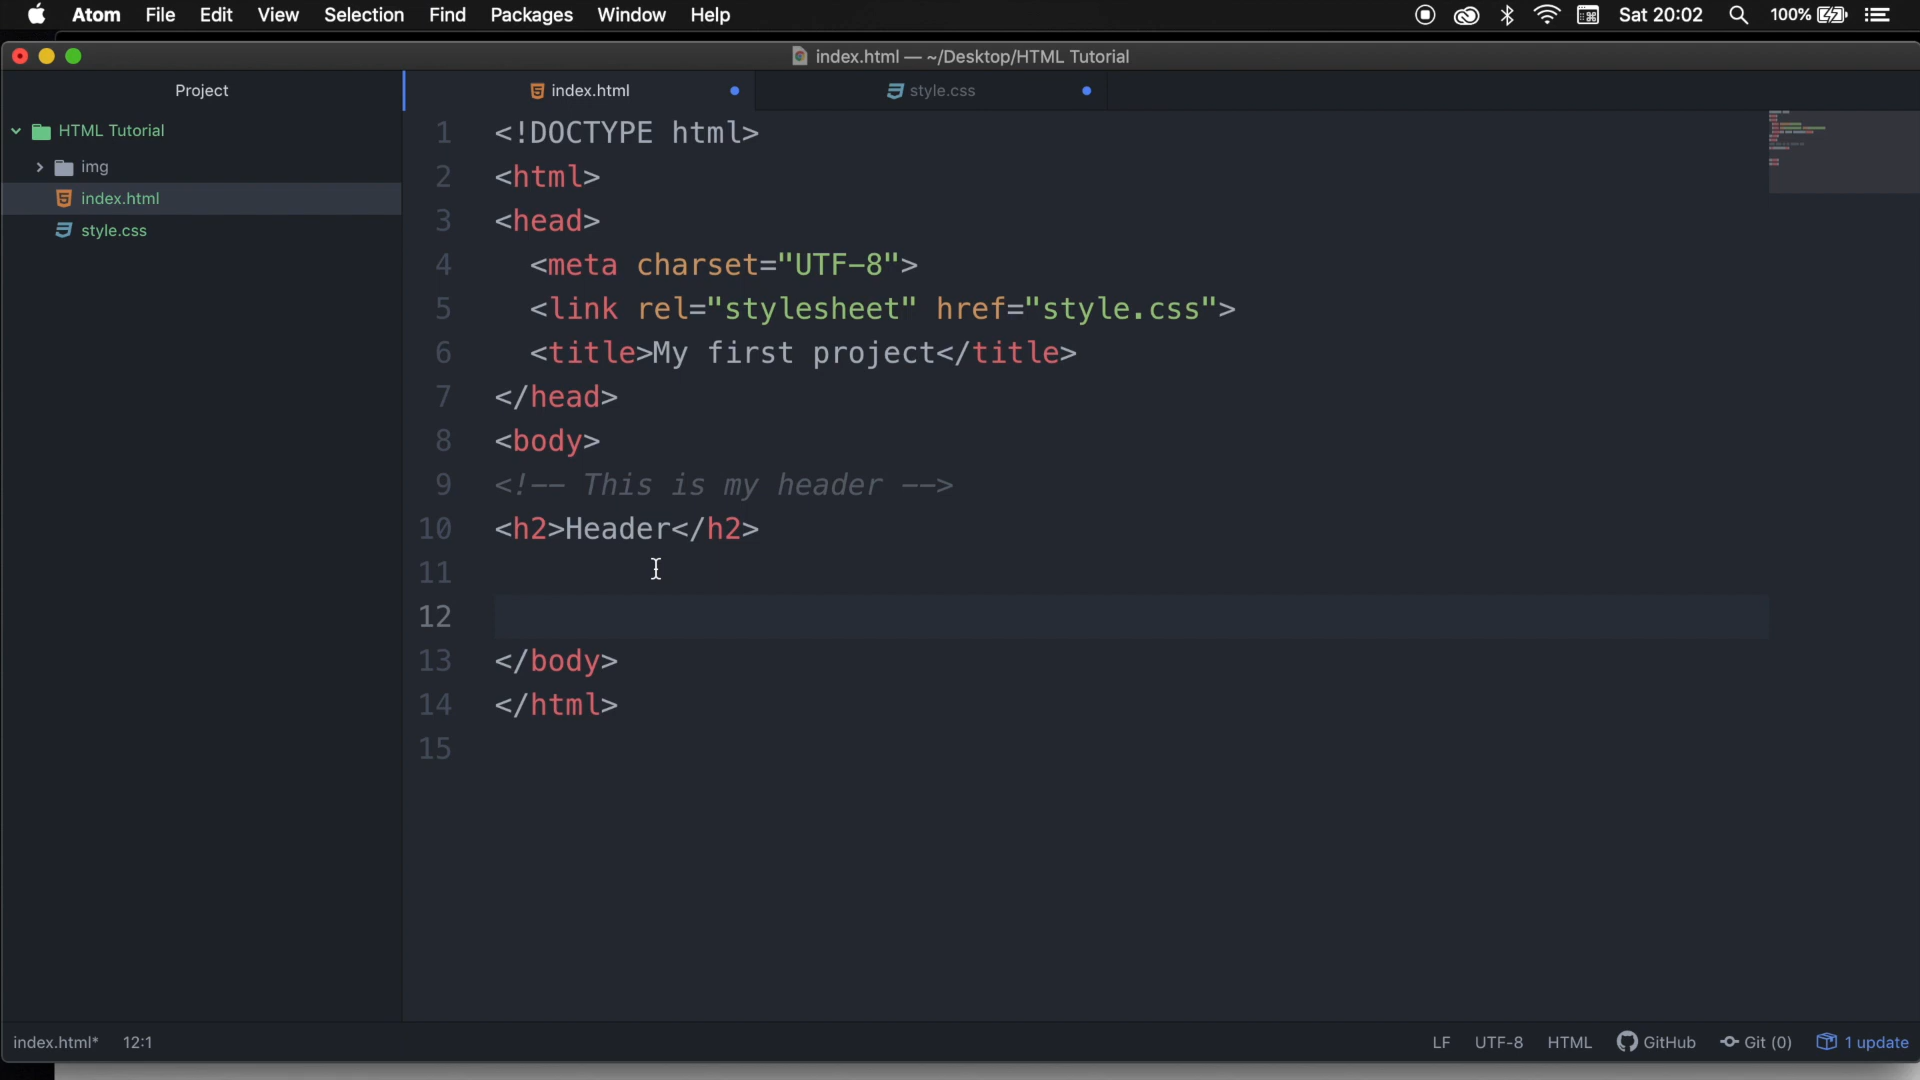 Atom File Edit View Selection Find Packages Window Help Sat 20:02 100%
index.html — ~/Desktop/HTML Tutorial
Project
index.html
style.css
HTML Tutorial
img
index.html
style.css
1 <!DOCTYPE html>
2 <html>
3 <head>
4 <meta charset="UTF-8">
5 <link rel="stylesheet" href="style.css">
6 <title>My first project</title>
7 </head>
8 <body>
9 <!-- This is my header -->
10 <h2>Header</h2>
11
12
13 </body>
14 </html>
15
index.html* 12:1 LF UTF-8 HTML GitHub Git (0) 1 update